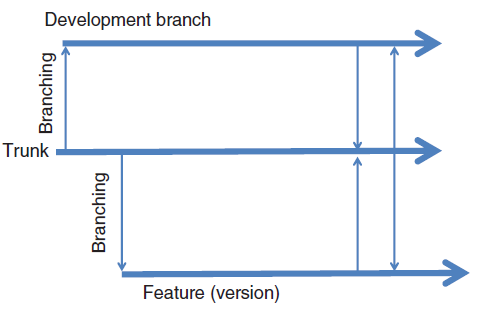 Development branch
Branching
Trunk
Branching
Feature (version)